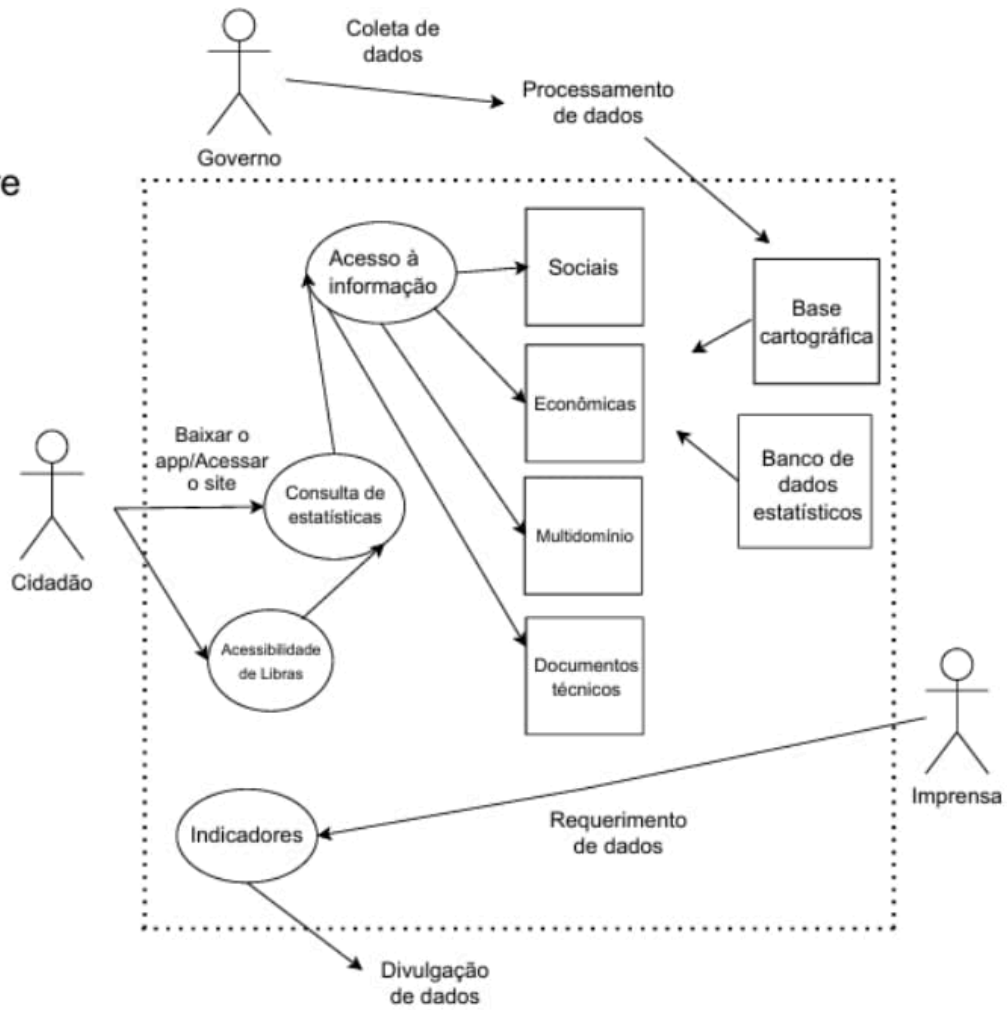 Coleta de
dados
Processamento
de dados
Governo
e
Acesso à
informação
Sociais
Base
cartográfica
Econômicas
Baixar o
app/Acessar
o site
Consulta de
estatísticas
Banco de
dados
estatísticos
Multidomínio
Cidadão
Acessibilidade
de Libras
Documentos
técnicos
Imprensa
Indicadores
Requerimento
de dados
Divulgação
de dados